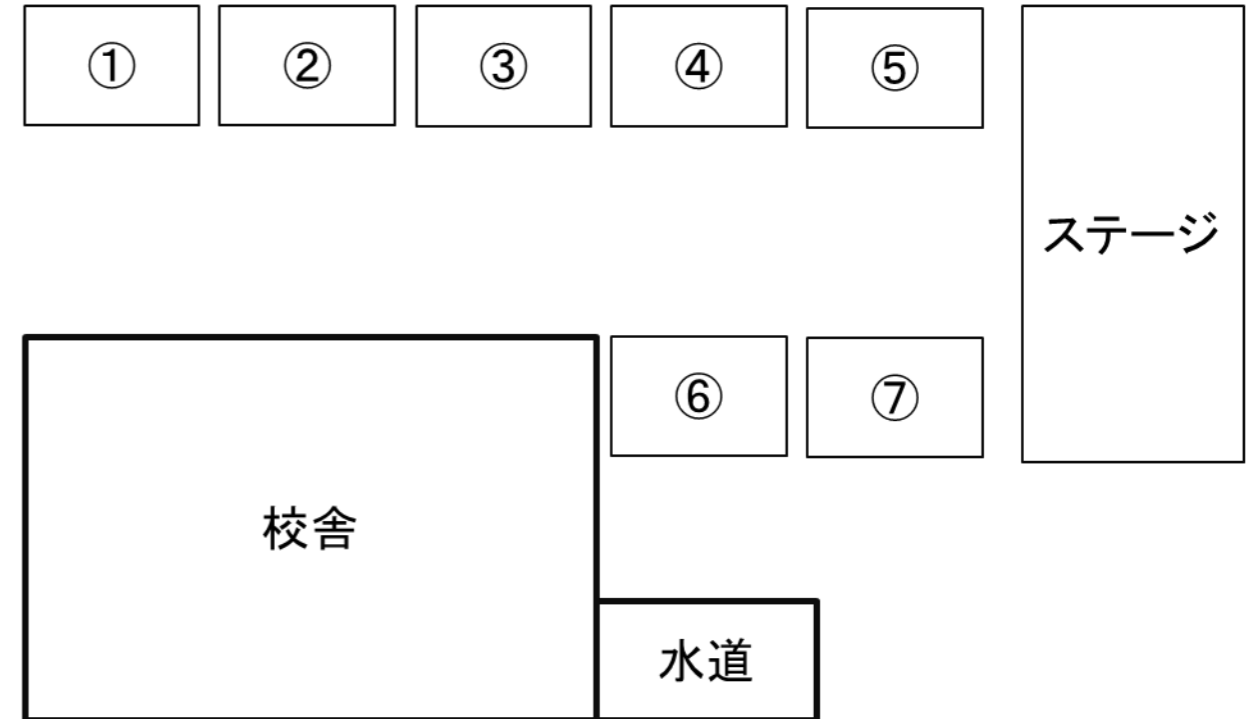 ① ② ③ ④ ⑤
ステージ
⑥ ⑦
校舎
水道